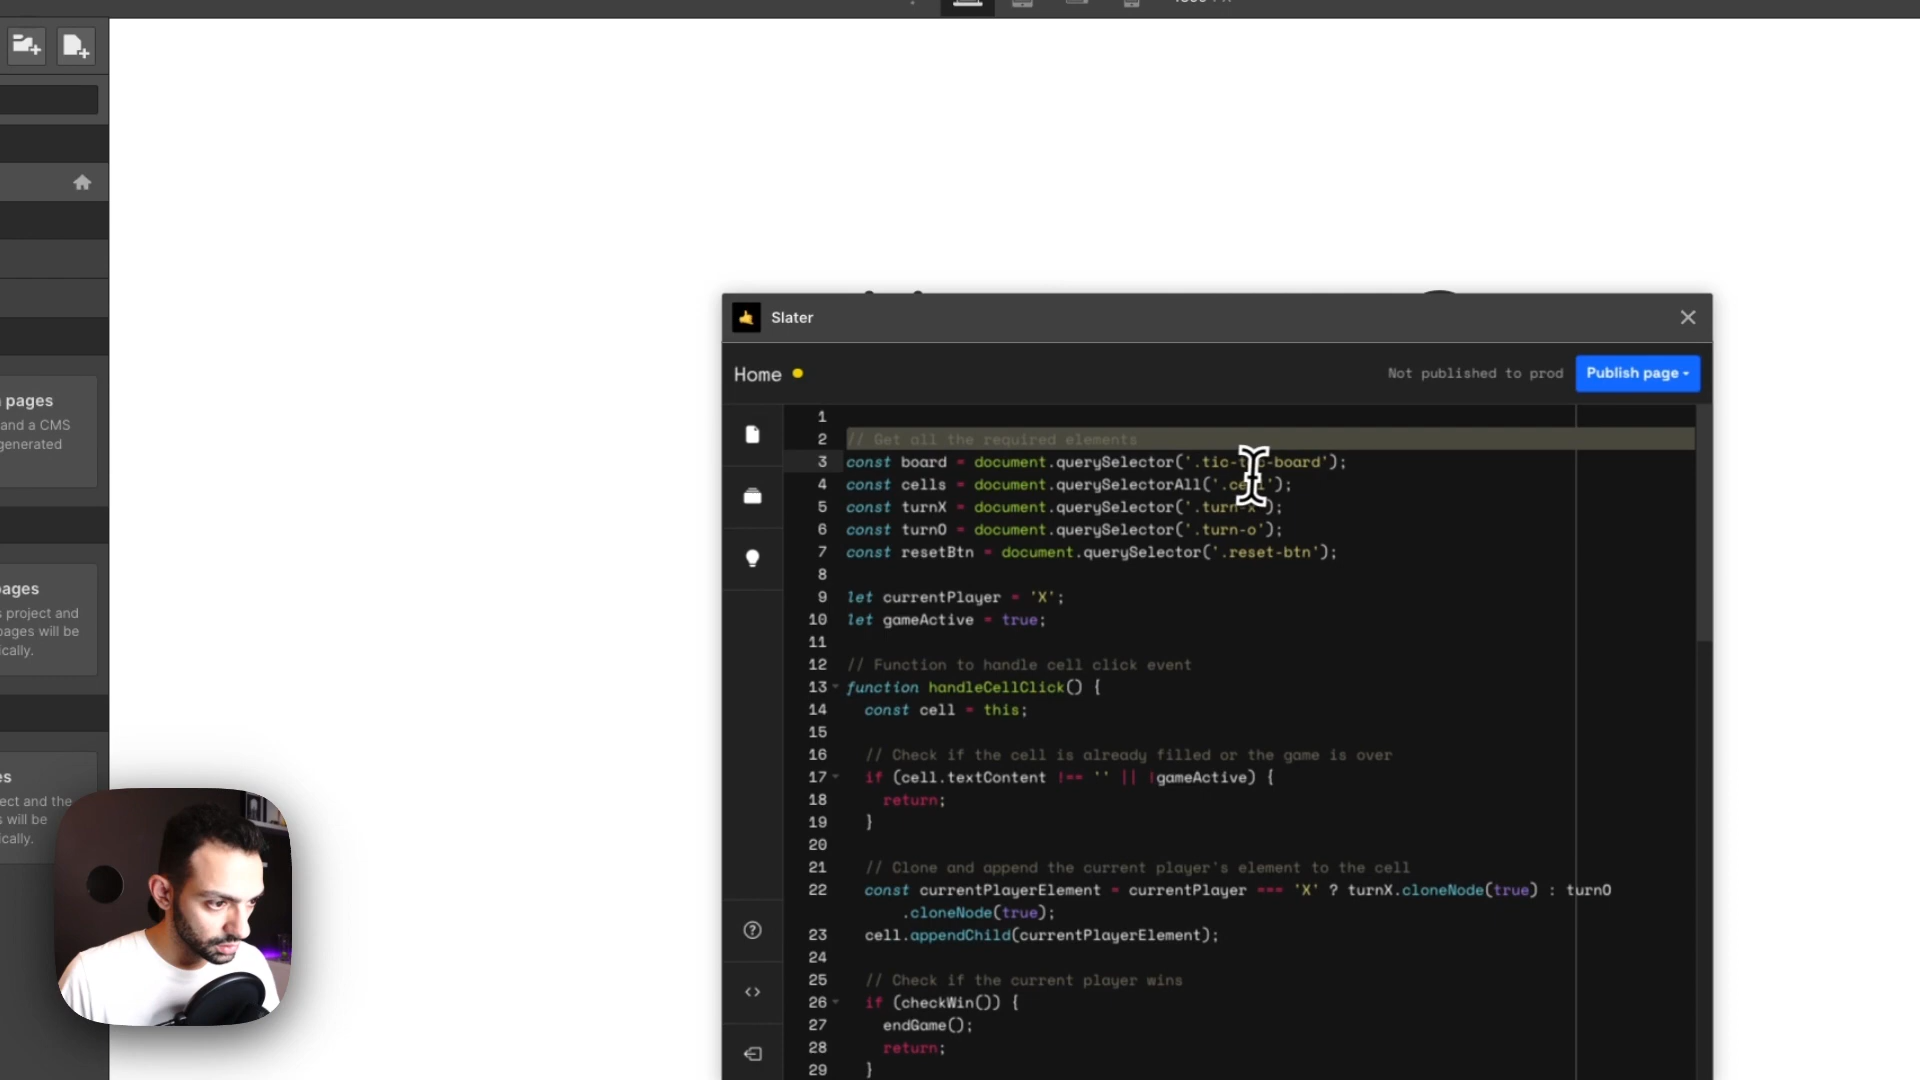 Slater
Home
Not published to prod
Publish page
1
2 // Get all the required elements
3 const board = document.querySelector('.tic-tac-board');
4 const cells = document.querySelectorAll('.cell');
5 const turnX = document.querySelector('.turn-x');
6 const turnO = document.querySelector('.turn-o');
7 const resetBtn = document.querySelector('.reset-btn');
8
9 let currentPlayer = 'X';
10 let gameActive = true;
11
12 // Function to handle cell click event
13 function handleCellClick() {
14 const cell = this;
15
16 // Check if the cell is already filled or the game is over
17 if (cell.textContent !== '' || !gameActive) {
18 return;
19 }
20
21 // Clone and append the current player's element to the cell
22 const currentPlayerElement = currentPlayer === 'X' ? turnX.cloneNode(true) : turnO
.cloneNode(true);
23 cell.appendChild(currentPlayerElement);
24
25 // Check if the current player wins
26 if (checkWin()) {
27 endGame();
28 return;
29 }
pages
and a CMS
generated
ages
s project and
pages will be
ically.
es
ect and the
s will be
ically.